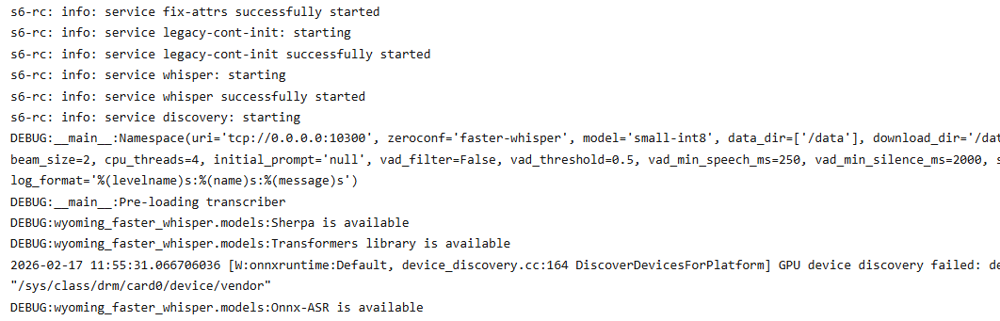 s6-rc: info: service fix-attrs successfully started
s6-rc: info: service legacy-cont-init: starting
s6-rc: info: service legacy-cont-init successfully started
s6-rc: info: service whisper: starting
s6-rc: info: service whisper successfully started
s6-rc: info: service discovery: starting
DEBUG:__main__:Namespace(uri='tcp://0.0.0.0:10300', zeroconf='faster-whisper', model='small-int8', data_dir=['/data'], download_dir='/dat
beam_size=2, cpu_threads=4, initial_prompt='null', vad_filter=False, vad_threshold=0.5, vad_min_speech_ms=250, vad_min_silence_ms=2000, s
log_format='%(levelname)s:%(name)s:%(message)s')
DEBUG:__main__:Pre-loading transcriber
DEBUG:wyoming_faster_whisper.models:Sherpa is available
DEBUG:wyoming_faster_whisper.models:Transformers library is available
2026-02-17 11:55:31.066706036 [W:onnxruntime:Default, device_discovery.cc:164 DiscoverDevicesForPlatform] GPU device discovery failed: de
"/sys/class/drm/card0/device/vendor"
DEBUG:wyoming_faster_whisper.models:Onnx-ASR is available